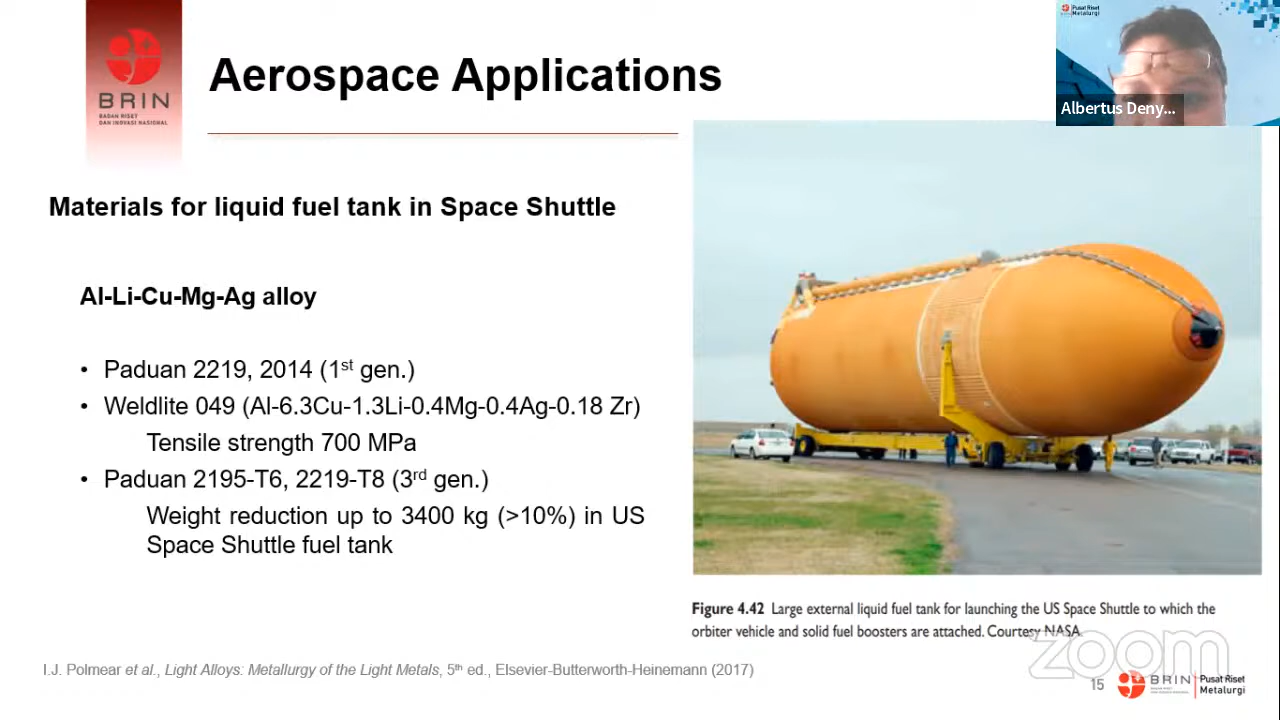 Pusat Riset
Metalurgi
Albertus Deny...
BRIN
BADAN RISET
DAN INOVASI NASIONAL
Aerospace Applications
Materials for liquid fuel tank in Space Shuttle
Al-Li-Cu-Mg-Ag alloy
• Paduan 2219, 2014 (1st gen.)
• Weldlite 049 (Al-6.3Cu-1.3Li-0.4Mg-0.4Ag-0.18 Zr)
Tensile strength 700 MPa
• Paduan 2195-T6, 2219-T8 (3rd gen.)
Weight reduction up to 3400 kg (>10%) in US
Space Shuttle fuel tank
Figure 4.42 Large external liquid fuel tank for launching the US Space Shuttle to which the
orbiter vehicle and solid fuel boosters are attached. Courtesy NASA.
I.J. Polmear et al., Light Alloys: Metallurgy of the Light Metals, 5th ed., Elsevier-Butterworth-Heinemann (2017)
zoom
15
BRIN
Pusat Riset
Metalurgi